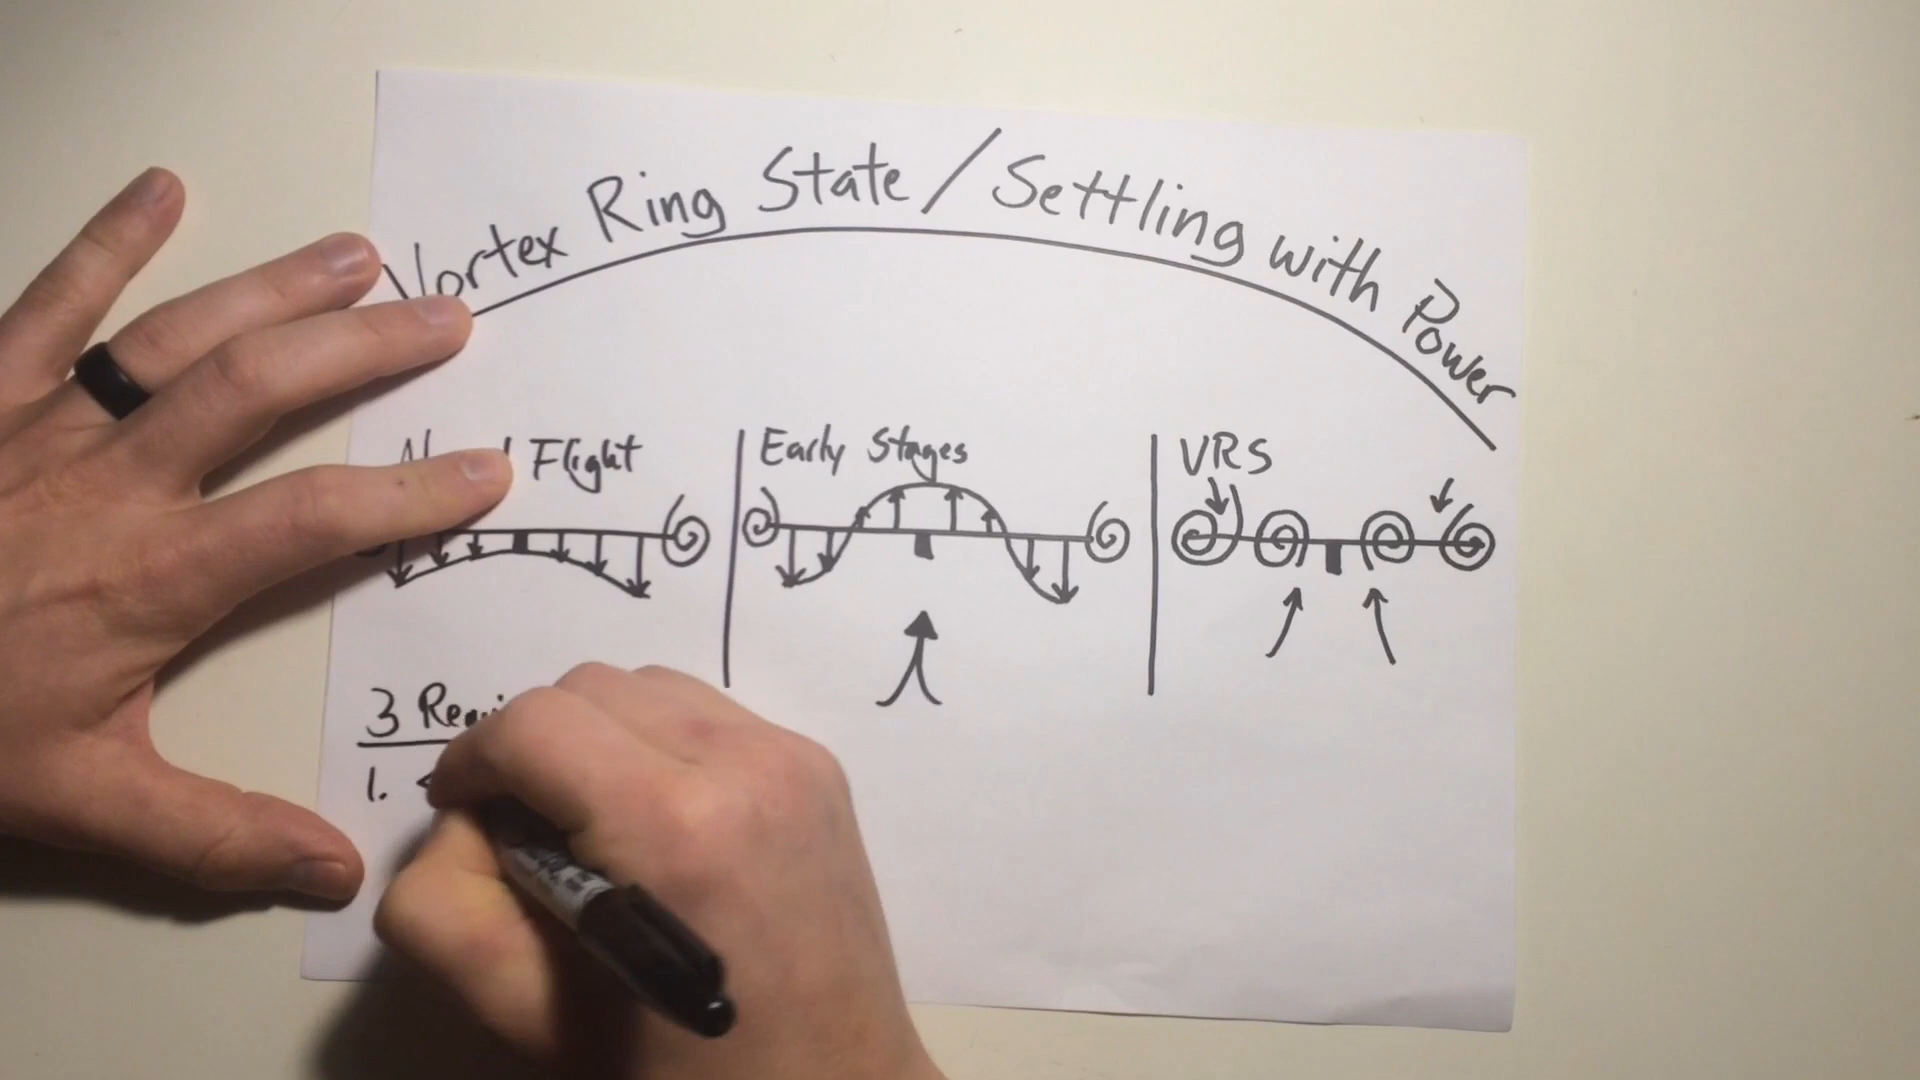 Vortex Ring State / Settling with Power
Flight
Early Stages
VRS
3
1. <